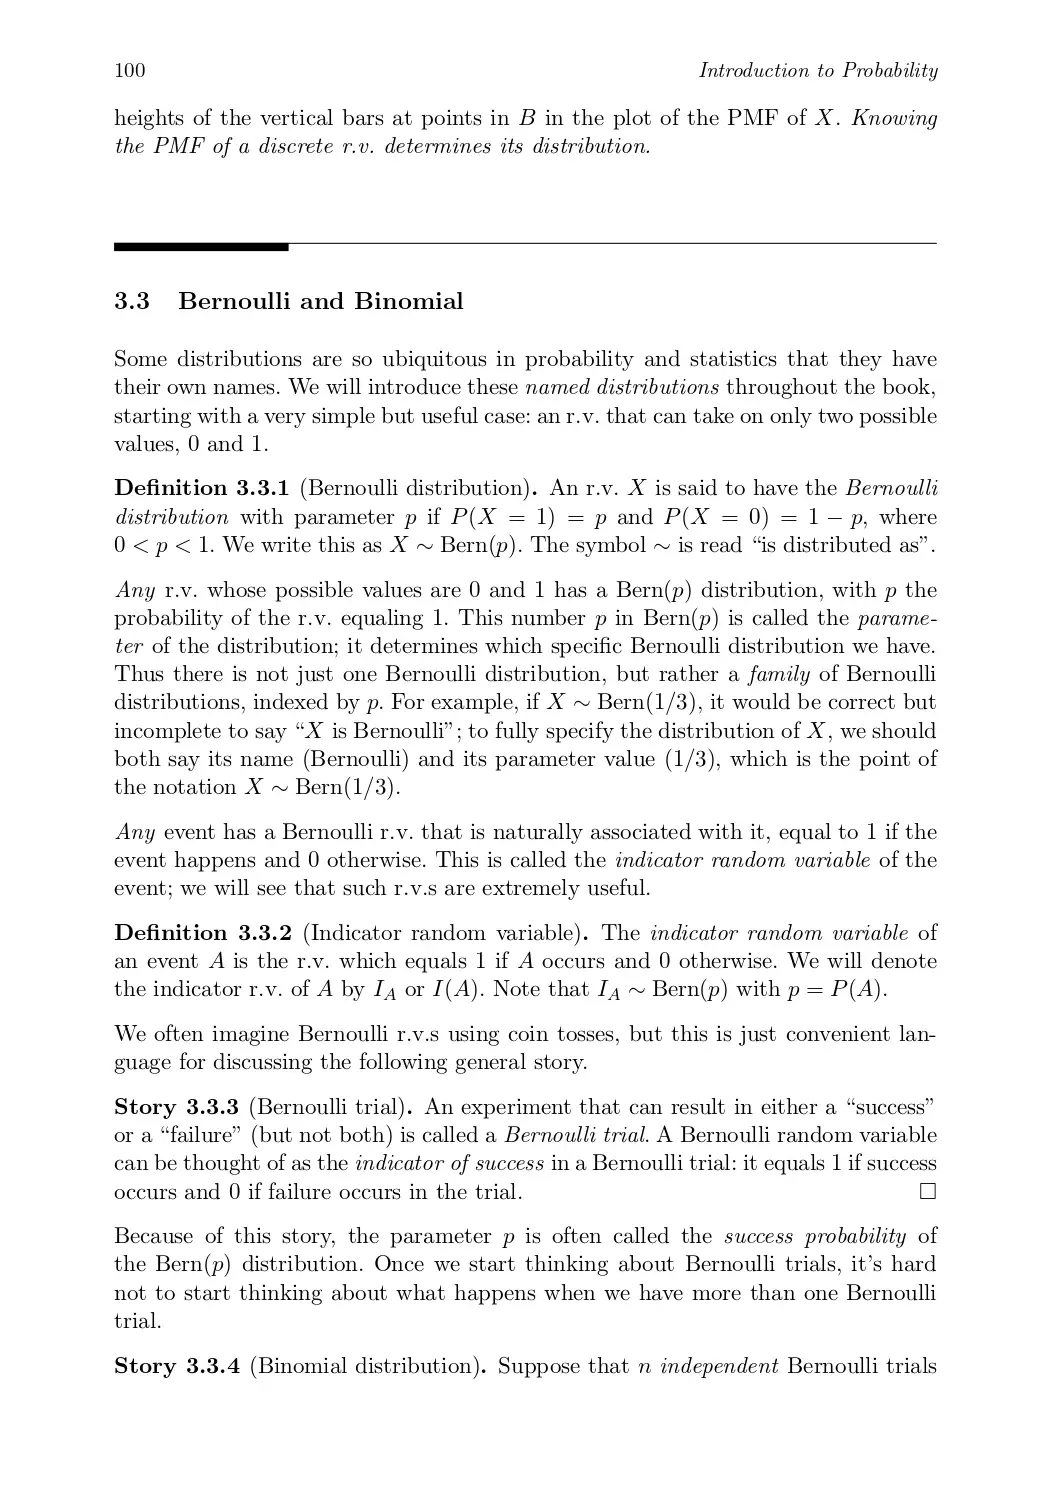 100
Introduction to Probability
heights of the vertical bars at points in B in the plot of the PMF of X. Knowing
the PMF of a discrete r.v. determines its distribution.
3.3 Bernoulli and Binomial
Some distributions are so ubiquitous in probability and statistics that they have
their own names. We will introduce these named distributions throughout the book,
starting with a very simple but useful case: an r.v. that can take on only two possible
values, 0 and 1.
Definition 3.3.1 (Bernoulli distribution). An r.v. X is said to have the Bernoulli
distribution with parameter p if P(X = 1) = p and P(X = 0) = 1 − p, where
0 < p < 1. We write this as X ∼ Bern(p). The symbol ∼ is read “is distributed as”.
Any r.v. whose possible values are 0 and 1 has a Bern(p) distribution, with p the
probability of the r.v. equaling 1. This number p in Bern(p) is called the parame-
ter of the distribution; it determines which specific Bernoulli distribution we have.
Thus there is not just one Bernoulli distribution, but rather a family of Bernoulli
distributions, indexed by p. For example, if X ∼ Bern(1/3), it would be correct but
incomplete to say “X is Bernoulli”; to fully specify the distribution of X, we should
both say its name (Bernoulli) and its parameter value (1/3), which is the point of
the notation X ∼ Bern(1/3).
Any event has a Bernoulli r.v. that is naturally associated with it, equal to 1 if the
event happens and 0 otherwise. This is called the indicator random variable of the
event; we will see that such r.v.s are extremely useful.
Definition 3.3.2 (Indicator random variable). The indicator random variable of
an event A is the r.v. which equals 1 if A occurs and 0 otherwise. We will denote
the indicator r.v. of A by I_A or I(A). Note that I_A ∼ Bern(p) with p = P(A).
We often imagine Bernoulli r.v.s using coin tosses, but this is just convenient lan-
guage for discussing the following general story.
Story 3.3.3 (Bernoulli trial). An experiment that can result in either a “success”
or a “failure” (but not both) is called a Bernoulli trial. A Bernoulli random variable
can be thought of as the indicator of success in a Bernoulli trial: it equals 1 if success
occurs and 0 if failure occurs in the trial. □
Because of this story, the parameter p is often called the success probability of
the Bern(p) distribution. Once we start thinking about Bernoulli trials, it’s hard
not to start thinking about what happens when we have more than one Bernoulli
trial.
Story 3.3.4 (Binomial distribution). Suppose that n independent Bernoulli trials